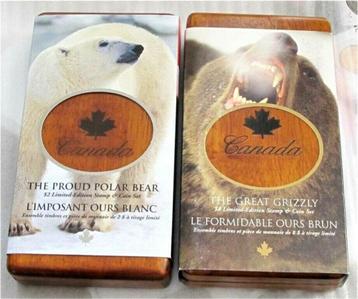 Canada
THE PROUD POLAR BEAR
$2 Limited-Edition Stamp & Coin Set
L'IMPOSANT OURS BLANC
Ensemble timbres et pièce de monnaie de 2 $ à tirage limité
Canada
THE GREAT GRIZZLY
$8 Limited-Edition Stamp & Coin Set
LE FORMIDABLE OURS BRUN
Ensemble timbres et pièce de monnaie de 8 $ à tirage limité